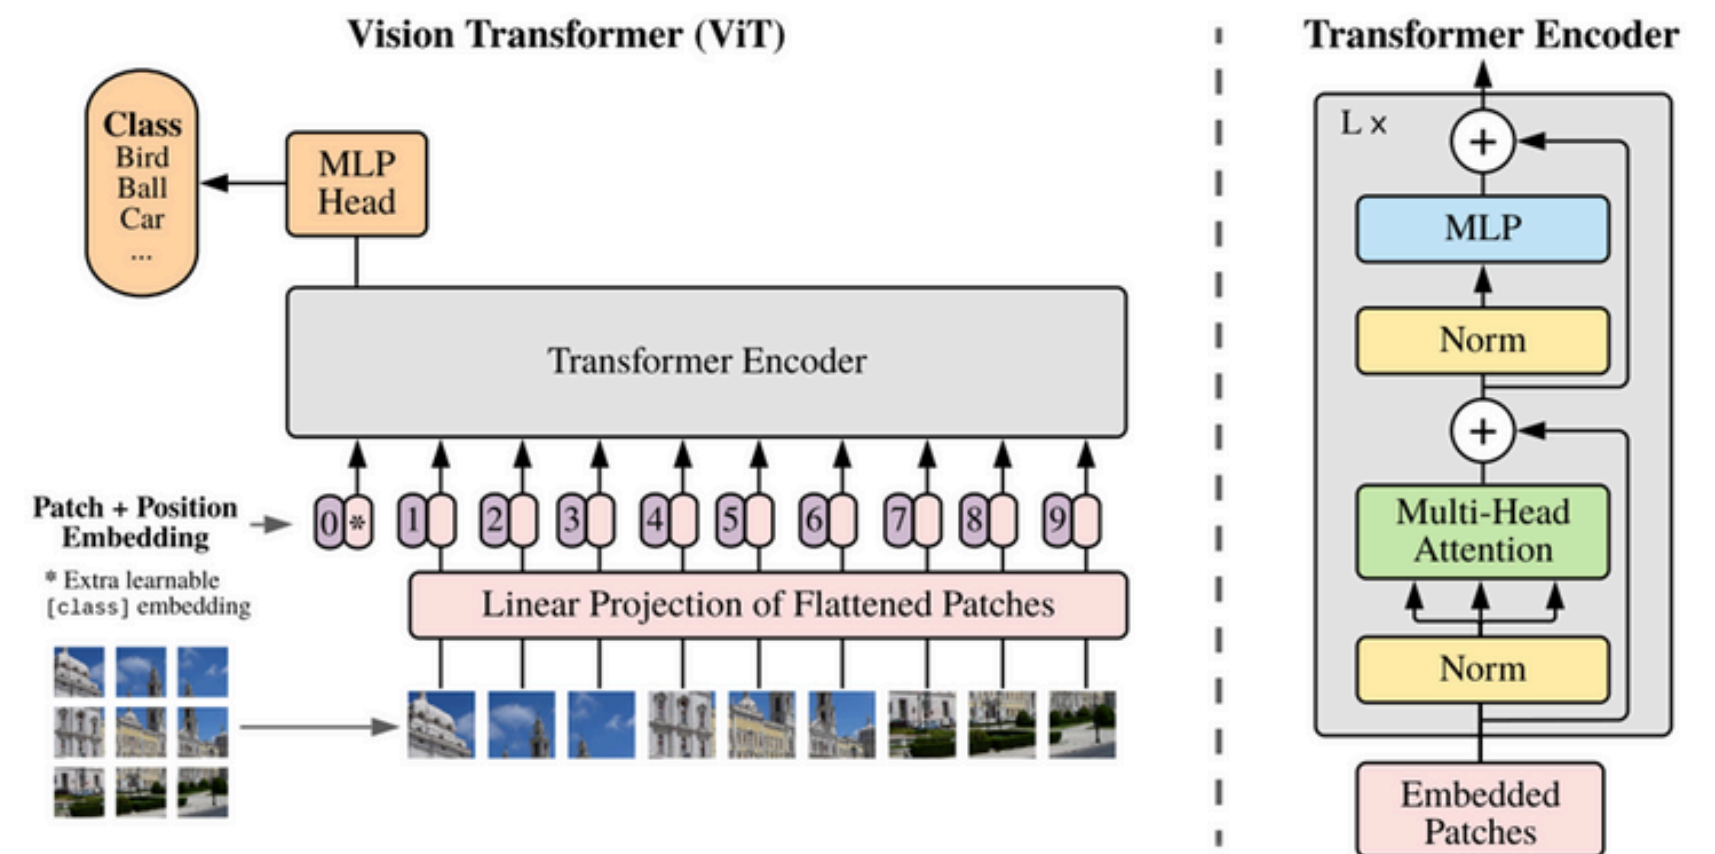 Vision Transformer (ViT)
Class
Bird
Ball
Car
...
MLP
Head
Transformer Encoder
Patch + Position
Embedding
0 * 1 2 3 4 5 6 7 8 9
* Extra learnable
[class] embedding
Linear Projection of Flattened Patches
Transformer Encoder
L x
+
MLP
Norm
+
Multi-Head
Attention
Norm
Embedded
Patches